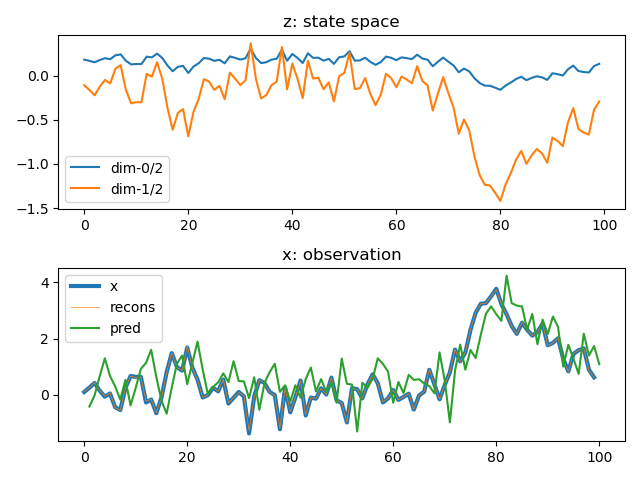 z: state space
0.0
−0.5
−1.0
−1.5
dim-0/2
dim-1/2
0 20 40 60 80 100
x: observation
4
2
0
x
recons
pred
0 20 40 60 80 100